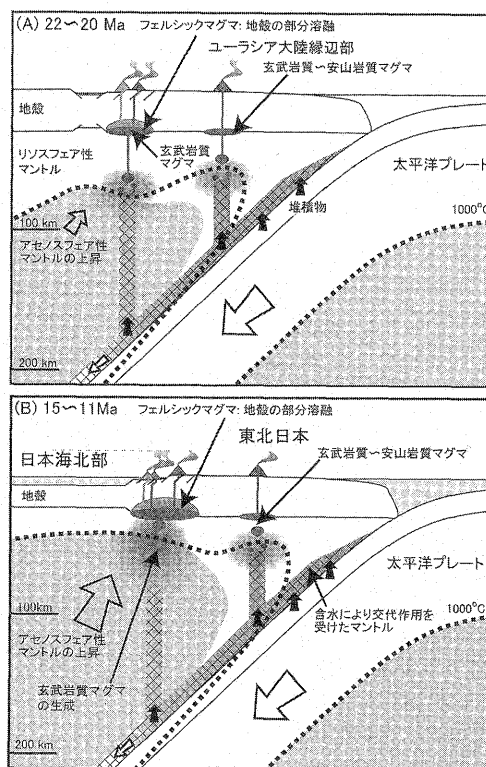 (A) 22〜20 Ma
フェルシックマグマ: 地殻の部分溶融
ユーラシア大陸縁辺部
玄武岩質〜安山岩質マグマ
地殻
玄武岩質
マグマ
リソスフェア性
マントル
太平洋プレート
堆積物
1000°C
100 km
アセノスフェア性
マントルの上昇
200 km
(B) 15〜11Ma
フェルシックマグマ: 地殻の部分溶融
東北日本
日本海北部
玄武岩質〜安山岩質マグマ
地殻
太平洋プレート
100km
含水により交代作用を
受けたマントル
1000°C
アセノスフェア性
マントルの上昇
玄武岩質マグマ
の生成
200 km